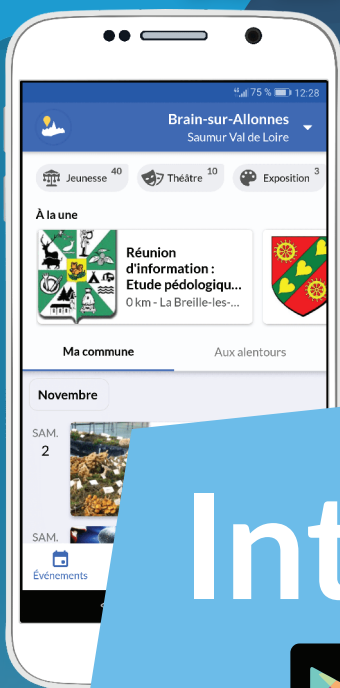 75 % 12:28
Brain-sur-Allonnes
Saumur Val de Loire
Jeunesse 40 Théâtre 10 Exposition 3
À la une
Réunion
d'information :
Etude pédologiqu...
0 km - La Breille-les-...
Ma commune Aux alentours
Novembre
SAM.
2
SAM.
Événements
Int